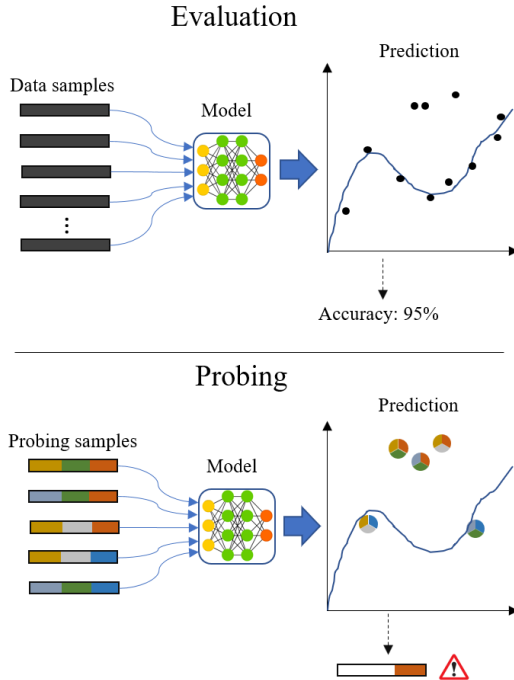 Evaluation
Prediction
Data samples
Model
...
Accuracy: 95%
Probing
Prediction
Probing samples
Model
!